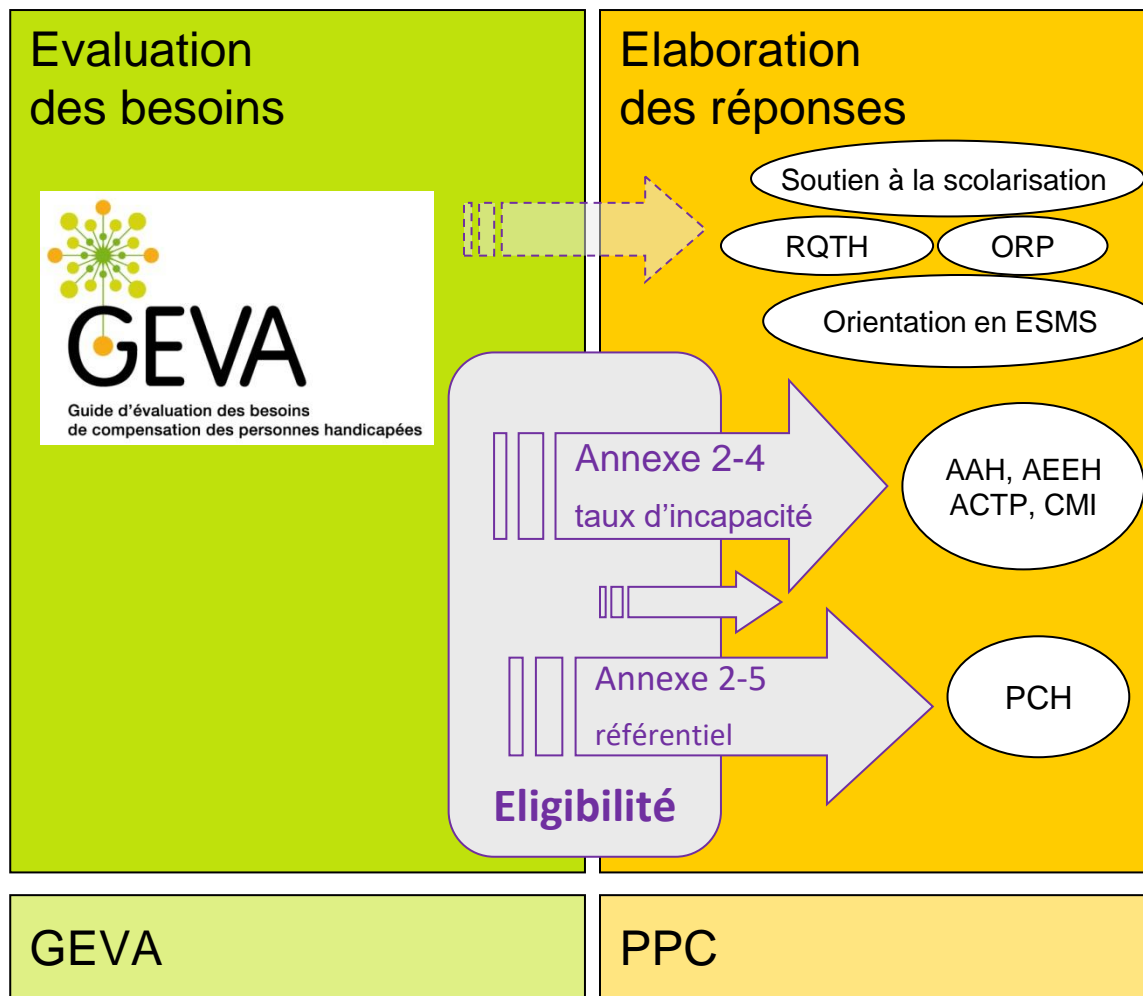 Evaluation
des besoins
GEVA
Guide d'évaluation des besoins
de compensation des personnes handicapées
Elaboration
des réponses
Soutien à la scolarisation
RQTH
ORP
Orientation en ESMS
Annexe 2-4
taux d'incapacité
AAH, AEEH
ACTP, CMI
Annexe 2-5
référentiel
PCH
Eligibilité
GEVA
PPC